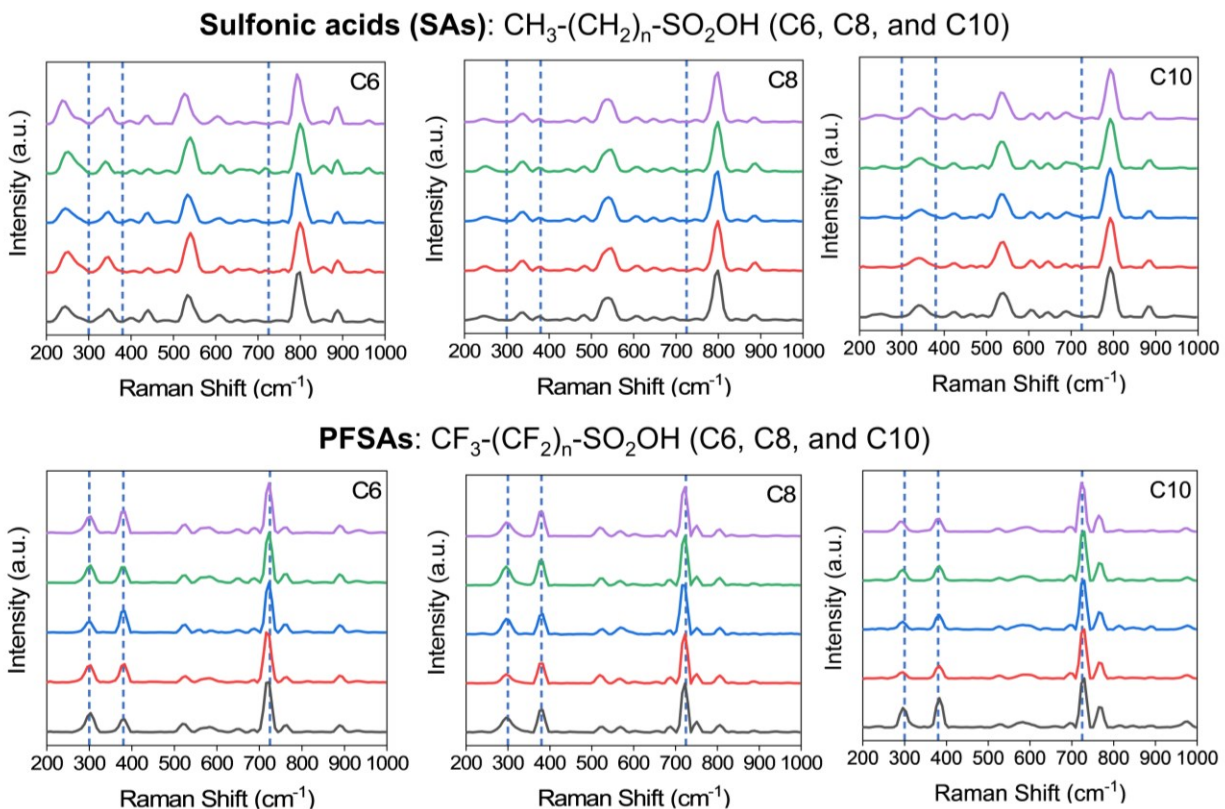 Sulfonic acids (SAs): CH₃-(CH₂)ₙ-SO₂OH (C6, C8, and C10)
C6
Intensity (a.u.)
200 300 400 500 600 700 800 900 1000
Raman Shift (cm⁻¹)
C8
Intensity (a.u.)
200 300 400 500 600 700 800 900 1000
Raman Shift (cm⁻¹)
C10
Intensity (a.u.)
200 300 400 500 600 700 800 900 1000
Raman Shift (cm⁻¹)
PFSAs: CF₃-(CF₂)ₙ-SO₂OH (C6, C8, and C10)
C6
Intensity (a.u.)
200 300 400 500 600 700 800 900 1000
Raman Shift (cm⁻¹)
C8
Intensity (a.u.)
200 300 400 500 600 700 800 900 1000
Raman Shift (cm⁻¹)
C10
Intensity (a.u.)
200 300 400 500 600 700 800 900 1000
Raman Shift (cm⁻¹)